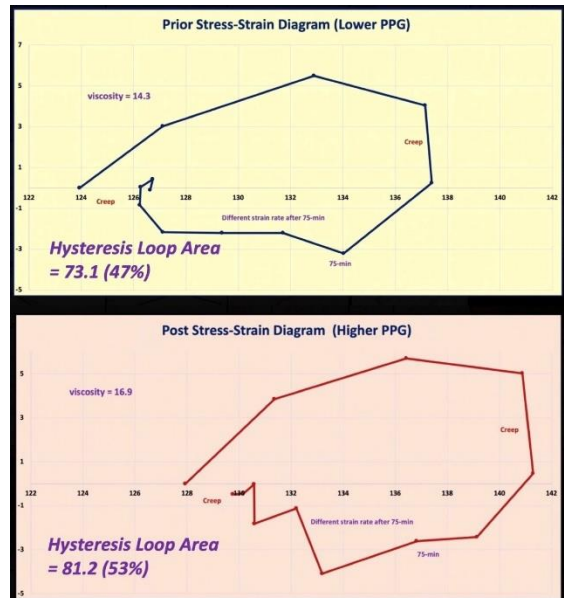 Prior Stress-Strain Diagram (Lower PPG)
7
viscosity = 14.3
5
3
Creep
1
122 124 126 128 130 132 134 136 138 140 142
Creep
-1
Different strain rate after 75-min
Hysteresis Loop Area
-3
75-min
= 73.1 (47%)
-5
Post Stress-Strain Diagram (Higher PPG)
5
viscosity = 16.9
3
Creep
1
122 124 126 128 130 132 134 136 138 140 142
Creep
-1
Different strain rate after 75-min
Hysteresis Loop Area
-3
75-min
= 81.2 (53%)
-5